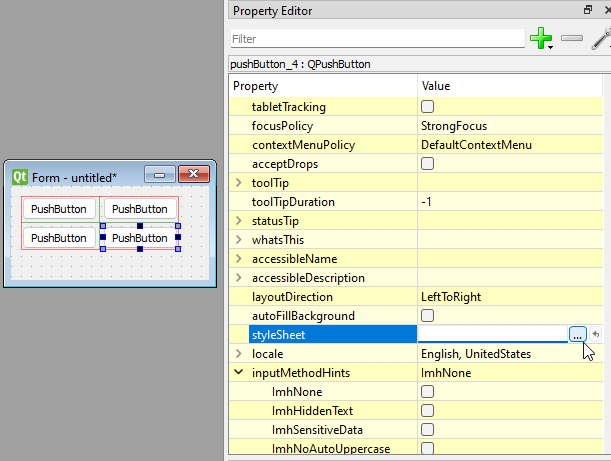 Property Editor
Filter
pushButton_4 : QPushButton
Property Value
tabletTracking
focusPolicy StrongFocus
contextMenuPolicy DefaultContextMenu
acceptDrops
toolTip
toolTipDuration -1
statusTip
whatsThis
accessibleName
accessibleDescription
layoutDirection LeftToRight
autoFillBackground
styleSheet ...
locale English, UnitedStates
inputMethodHints ImhNone
ImhNone
ImhHiddenText
ImhSensitiveData
ImhNoAutoUppercase
Qt Form - untitled*
PushButton PushButton
PushButton PushButton